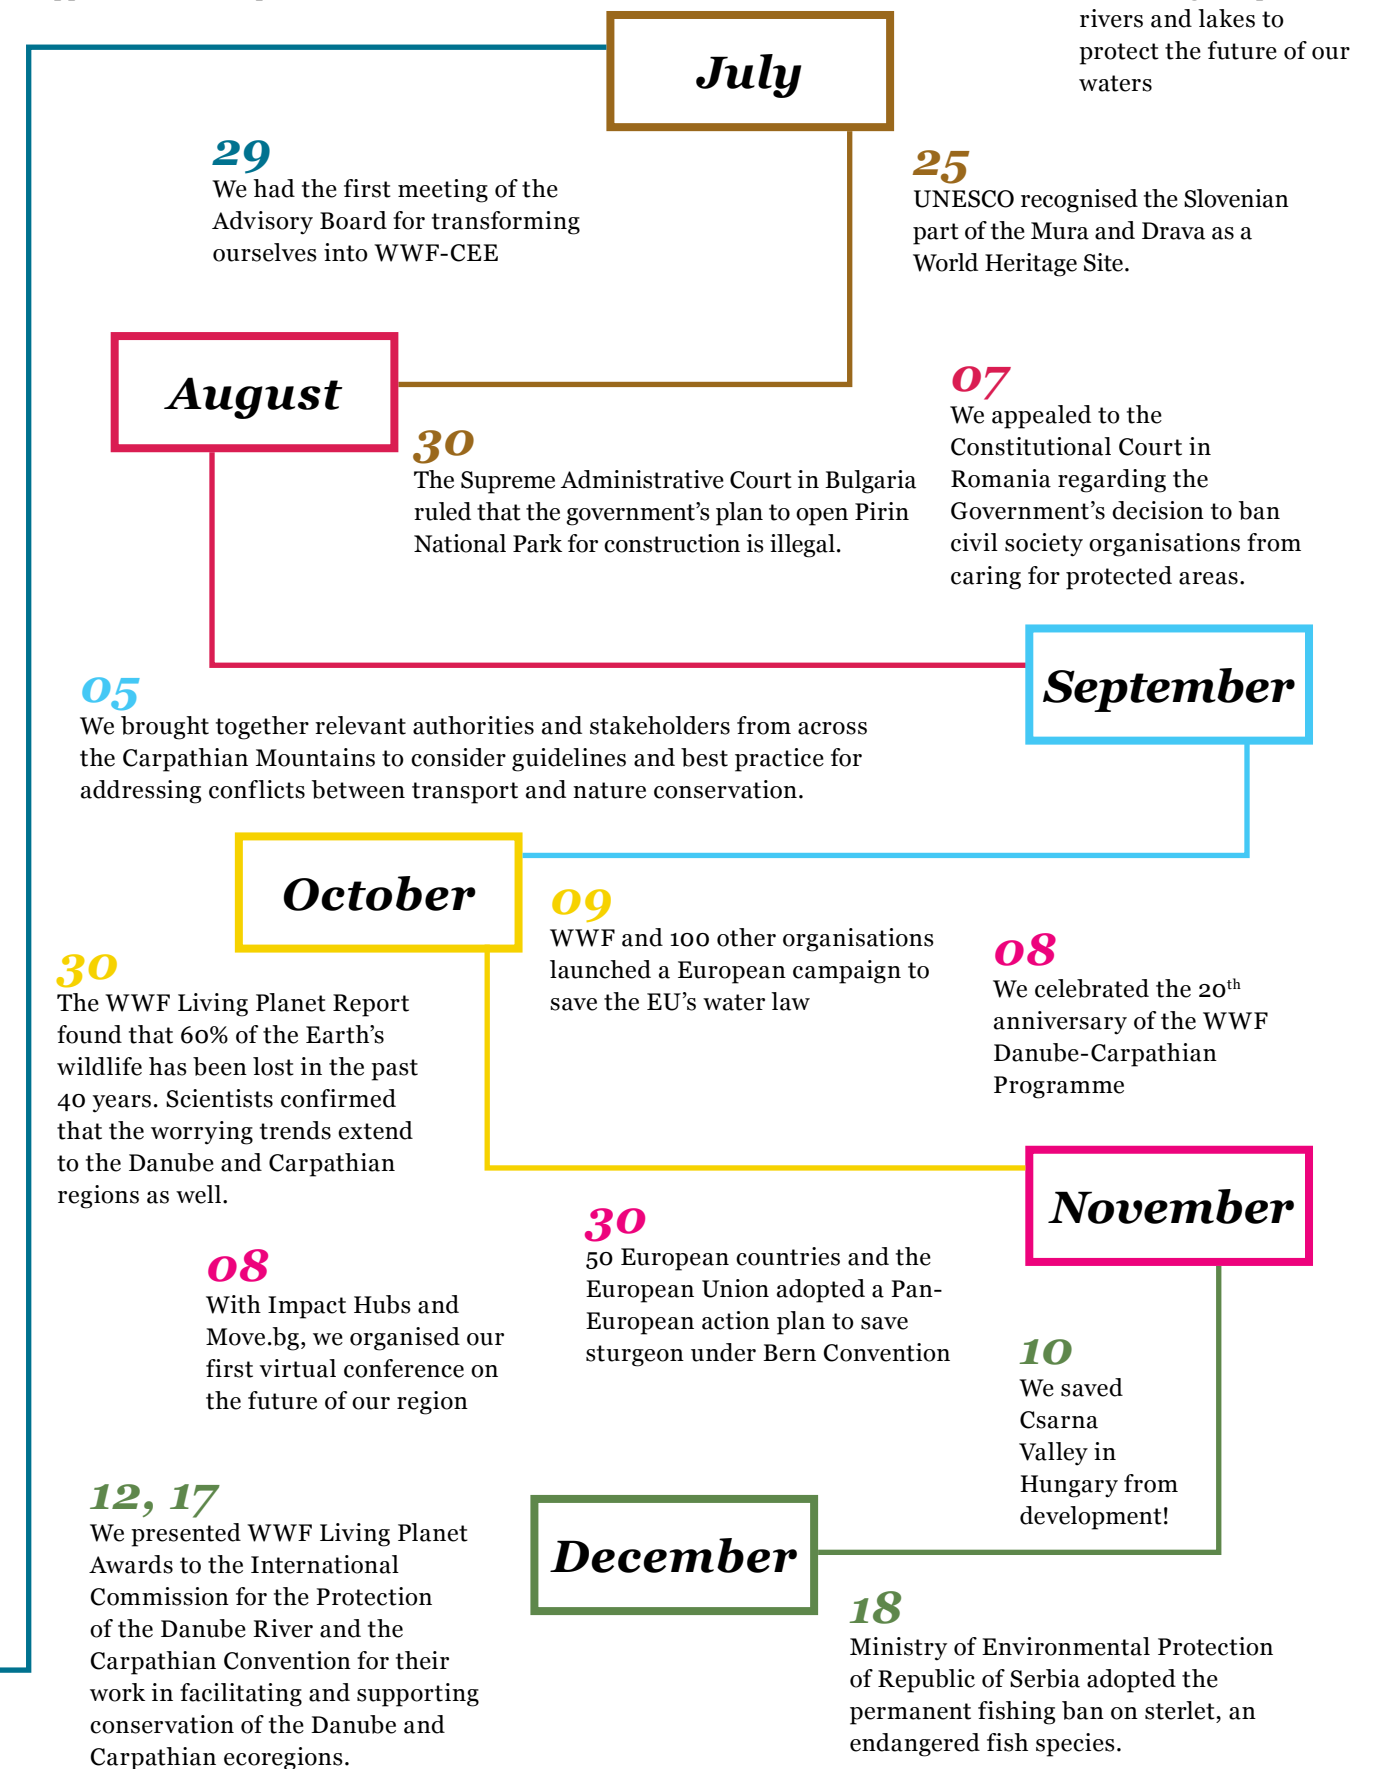 rivers and lakes to
protect the future of our
waters
July
29
We had the first meeting of the
Advisory Board for transforming
ourselves into WWF-CEE
25
UNESCO recognised the Slovenian
part of the Mura and Drava as a
World Heritage Site.
August
30
The Supreme Administrative Court in Bulgaria
ruled that the government’s plan to open Pirin
National Park for construction is illegal.
07
We appealed to the
Constitutional Court in
Romania regarding the
Government’s decision to ban
civil society organisations from
caring for protected areas.
September
05
We brought together relevant authorities and stakeholders from across
the Carpathian Mountains to consider guidelines and best practice for
addressing conflicts between transport and nature conservation.
October
09
WWF and 100 other organisations
launched a European campaign to
save the EU’s water law
30
The WWF Living Planet Report
found that 60% of the Earth’s
wildlife has been lost in the past
40 years. Scientists confirmed
that the worrying trends extend
to the Danube and Carpathian
regions as well.
08
We celebrated the 20th
anniversary of the WWF
Danube-Carpathian
Programme
November
30
50 European countries and the
European Union adopted a Pan-
European action plan to save
sturgeon under Bern Convention
08
With Impact Hubs and
Move.bg, we organised our
first virtual conference on
the future of our region
10
We saved
Csarna
Valley in
Hungary from
development!
12, 17
We presented WWF Living Planet
Awards to the International
Commission for the Protection
of the Danube River and the
Carpathian Convention for their
work in facilitating and supporting
conservation of the Danube and
Carpathian ecoregions.
December
18
Ministry of Environmental Protection
of Republic of Serbia adopted the
permanent fishing ban on sterlet, an
endangered fish species.